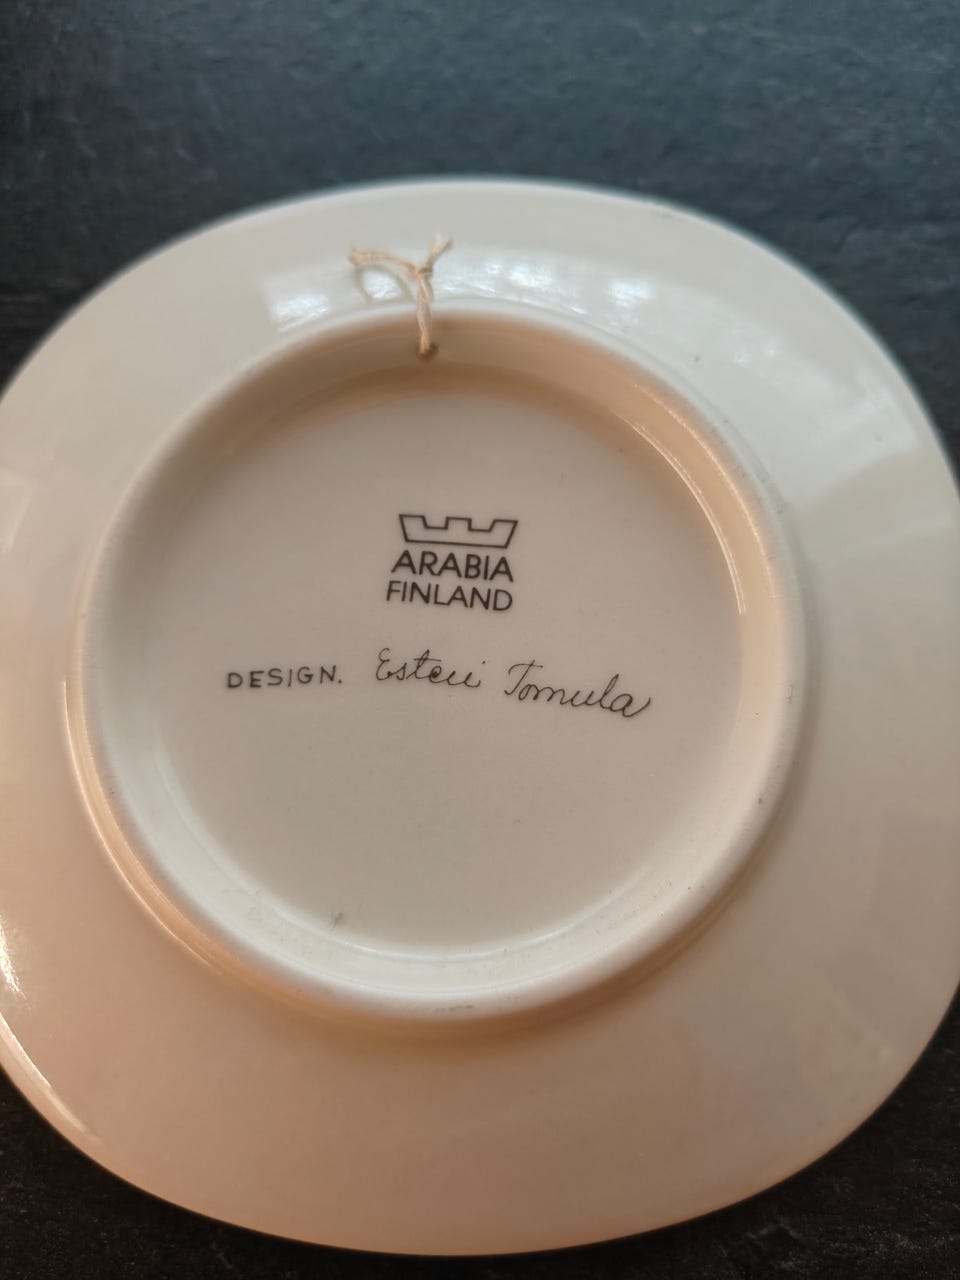 ARABIA
FINLAND
DESIGN. Esteri Tomula